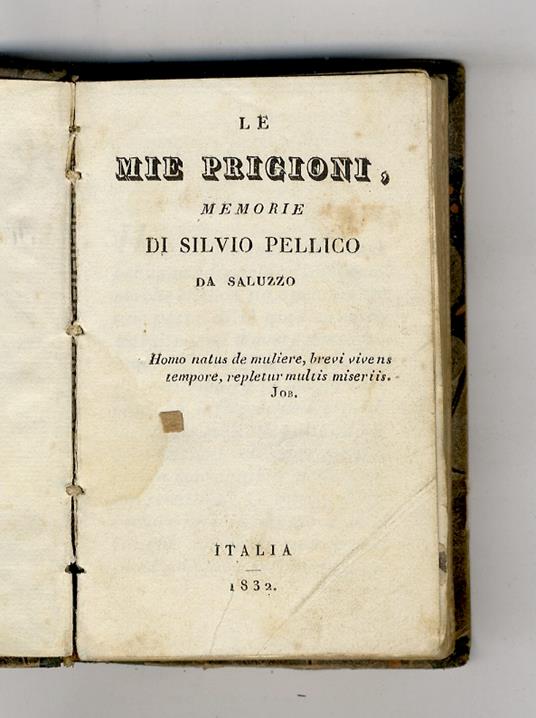 LE
MIE PRIGIONI,
MEMORIE
DI SILVIO PELLICO
DA SALUZZO
Homo natus de muliere, brevi vivens
tempore, repletur multis miseriis.
JOB.
ITALIA
1832.